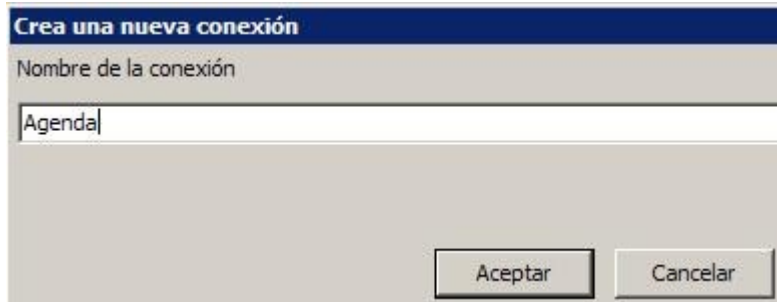 Crea una nueva conexión
Nombre de la conexión
Agenda
Aceptar Cancelar